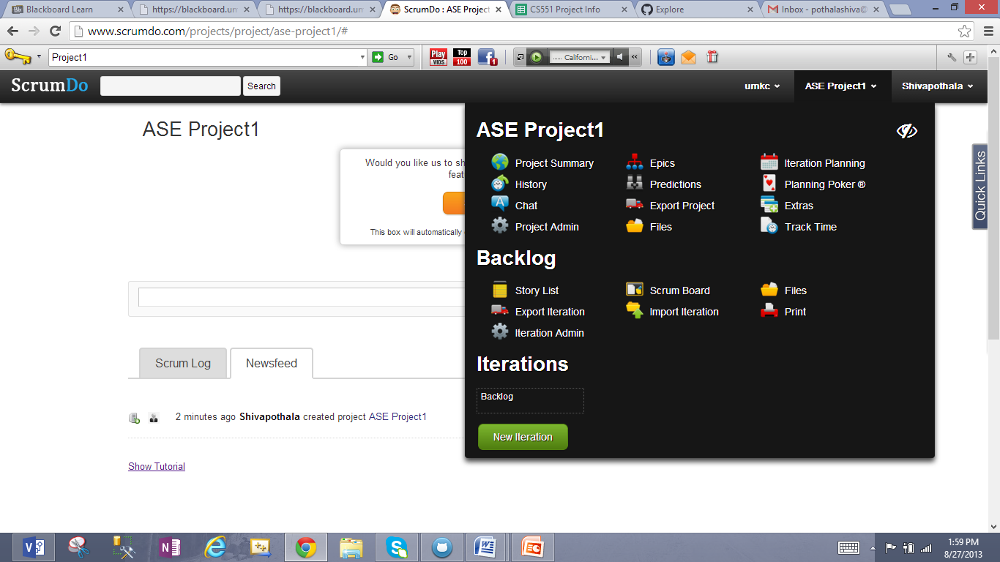 Blackboard Learn
https://blackboard.um
https://blackboard.um
ScrumDo : ASE Project
CS551 Project Info
Explore
Inbox - pothalashiva@
www.scrumdo.com/projects/project/ase-project1/#
Project1
Go
Play VIDS
Top 100
1
..... Californi...
ScrumDo
Search
umkc
ASE Project1
Shivapothala
ASE Project1
Would you like us to sh
feat
This box will automatically
Scrum Log
Newsfeed
2 minutes ago Shivapothala created project ASE Project1
Show Tutorial
ASE Project1
Project Summary
Epics
Iteration Planning
History
Predictions
Planning Poker ®
Chat
Export Project
Extras
Project Admin
Files
Track Time
Backlog
Story List
Scrum Board
Files
Export Iteration
Import Iteration
Print
Iteration Admin
Iterations
Backlog
New Iteration
Quick Links
1:59 PM
8/27/2013